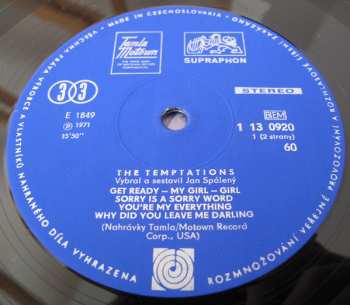 VŠECHNA PRÁVA VÝROBCE A VLASTNÍCH NAHRANÉHO DÍLA VYHRAZENA
MADE IN CZECHOSLOVAKIA
ROZMNOŽOVÁNÍ VEŘEJNÉ PROVOZOVÁNÍ A ROZHLASOVÉ VYSÍLÁNÍ ZAKÁZÁNO
Tamla
Motown
SUPRAPHON
33
E 1849
℗ 1971
15'50"
STEREO
BIEM
1 13 0920
1 (2 strany)
60
THE TEMPTATIONS
Vybral a sestavil Jan Spálený
GET READY — MY GIRL — GIRL
SORRY IS A SORRY WORD
YOU'RE MY EVERYTHING
WHY DID YOU LEAVE ME DARLING
(Nahrávky Tamla/Motown Record
Corp., USA)